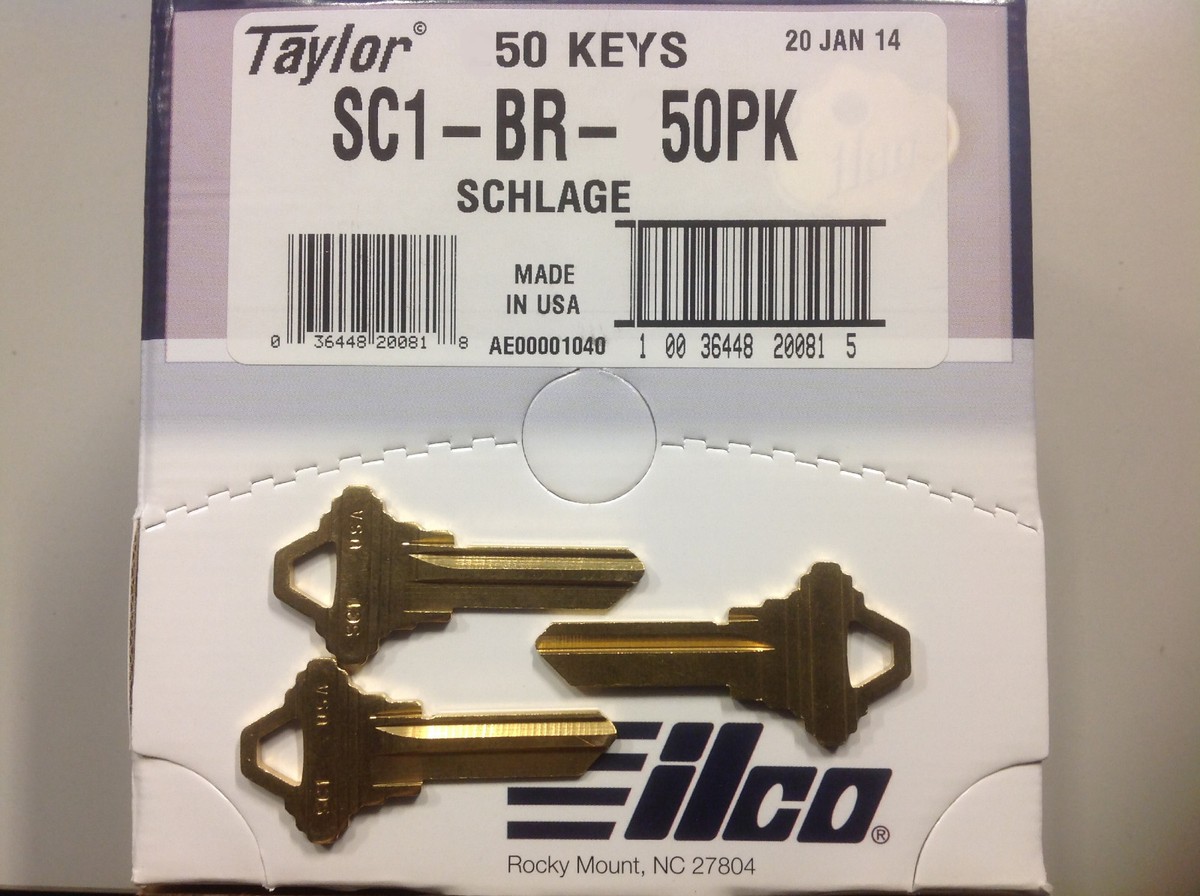 Taylor© 50 KEYS 20 JAN 14
SC1-BR- 50PK
SCHLAGE
MADE
IN USA
0 36448 20081 8 AE00001040 1 00 36448 20081 5
USA
SC1
USA
SC1
ilco®
Rocky Mount, NC 27804